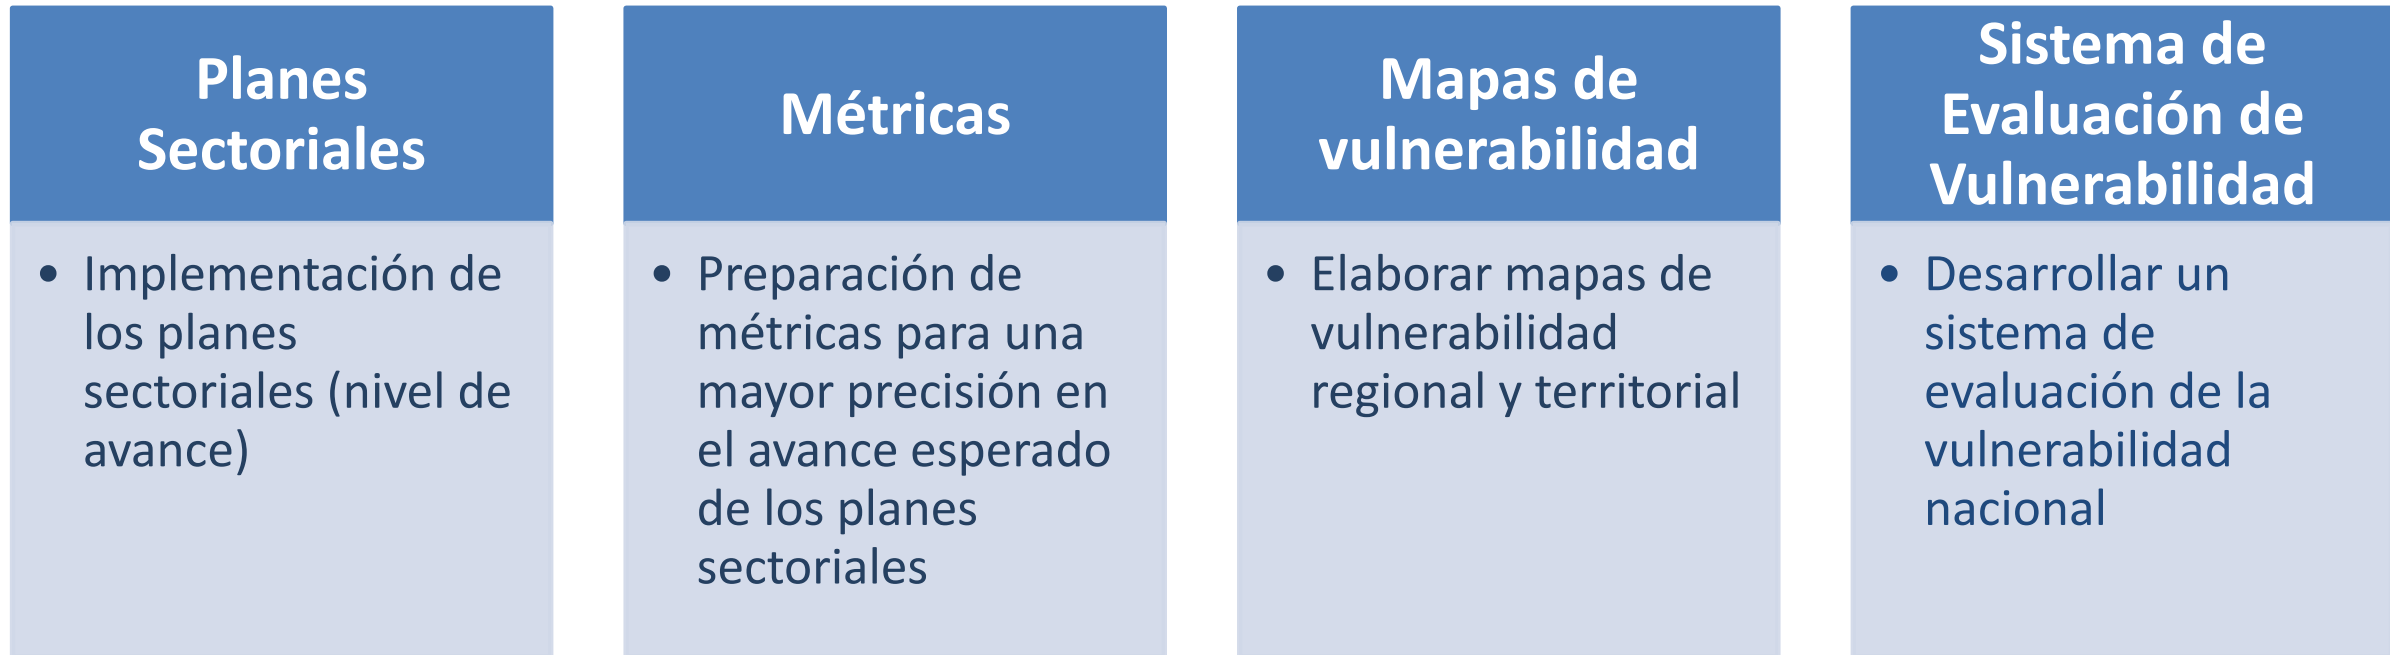 Planes
Sectoriales
• Implementación de
los planes
sectoriales (nivel de
avance)
Métricas
• Preparación de
métricas para una
mayor precisión en
el avance esperado
de los planes
sectoriales
Mapas de
vulnerabilidad
• Elaborar mapas de
vulnerabilidad
regional y territorial
Sistema de
Evaluación de
Vulnerabilidad
• Desarrollar un
sistema de
evaluación de la
vulnerabilidad
nacional